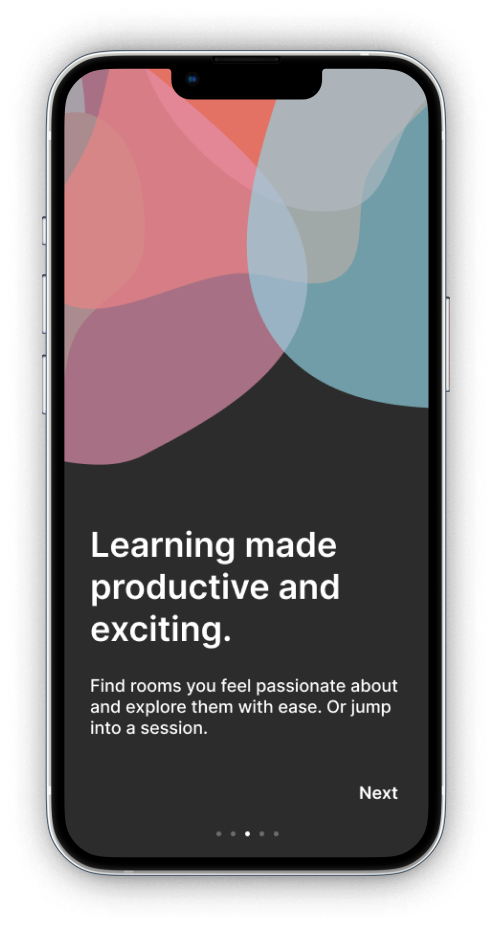 Learning made
productive and
exciting.
Find rooms you feel passionate about
and explore them with ease. Or jump
into a session.
Next